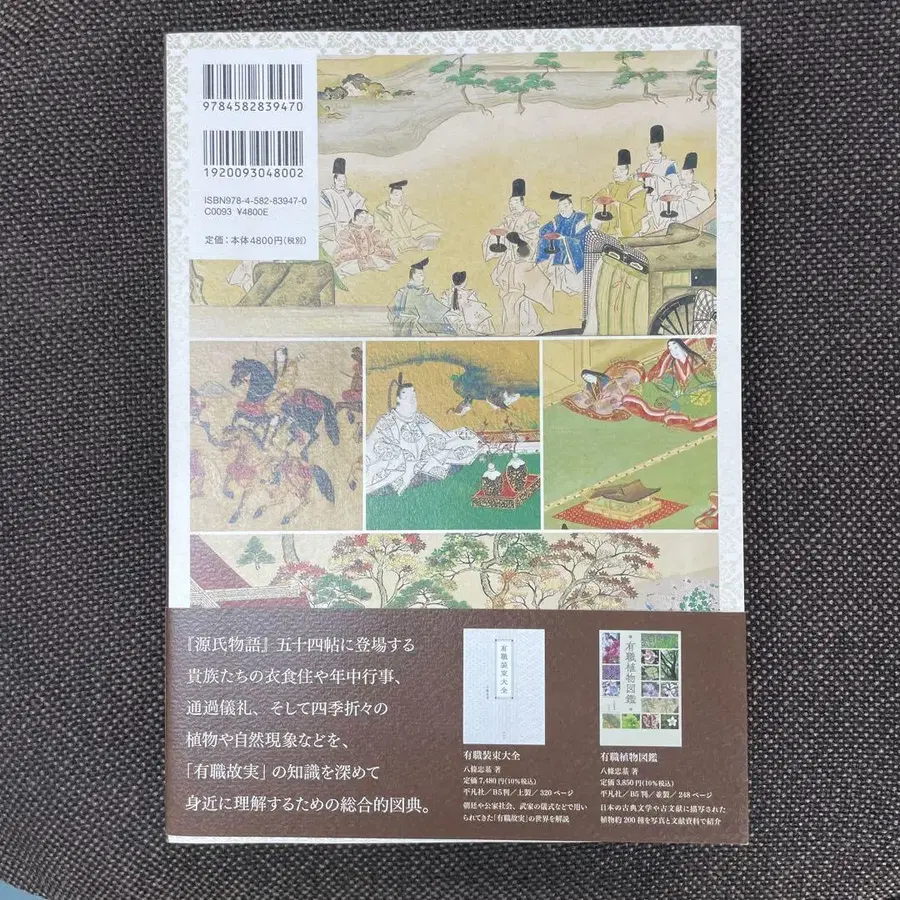 9784582839470
1920093048002
ISBN978-4-582-83947-0
C0093 ¥4800E
定価：本体4800円(税別)
『源氏物語』五十四帖に登場する
貴族たちの衣食住や年中行事、
通過儀礼、そして四季折々の
植物や自然現象などを、
「有職故実」の知識を深めて
身近に理解するための総合的図典。
有職装束大全
有職装束大全
八條忠基 著
定価 7,480円(10%税込)
平凡社／B5判／上製／320ページ
朝廷や公家社会、武家の儀式などで用い
られてきた「有職故実」の世界を解説
有職植物図鑑
有職植物図鑑
八條忠基 著
定価 3,850円(10%税込)
平凡社／B5判／並製／248ページ
日本の古典文学や古文献に描写された
植物約200種を写真と文献資料で紹介